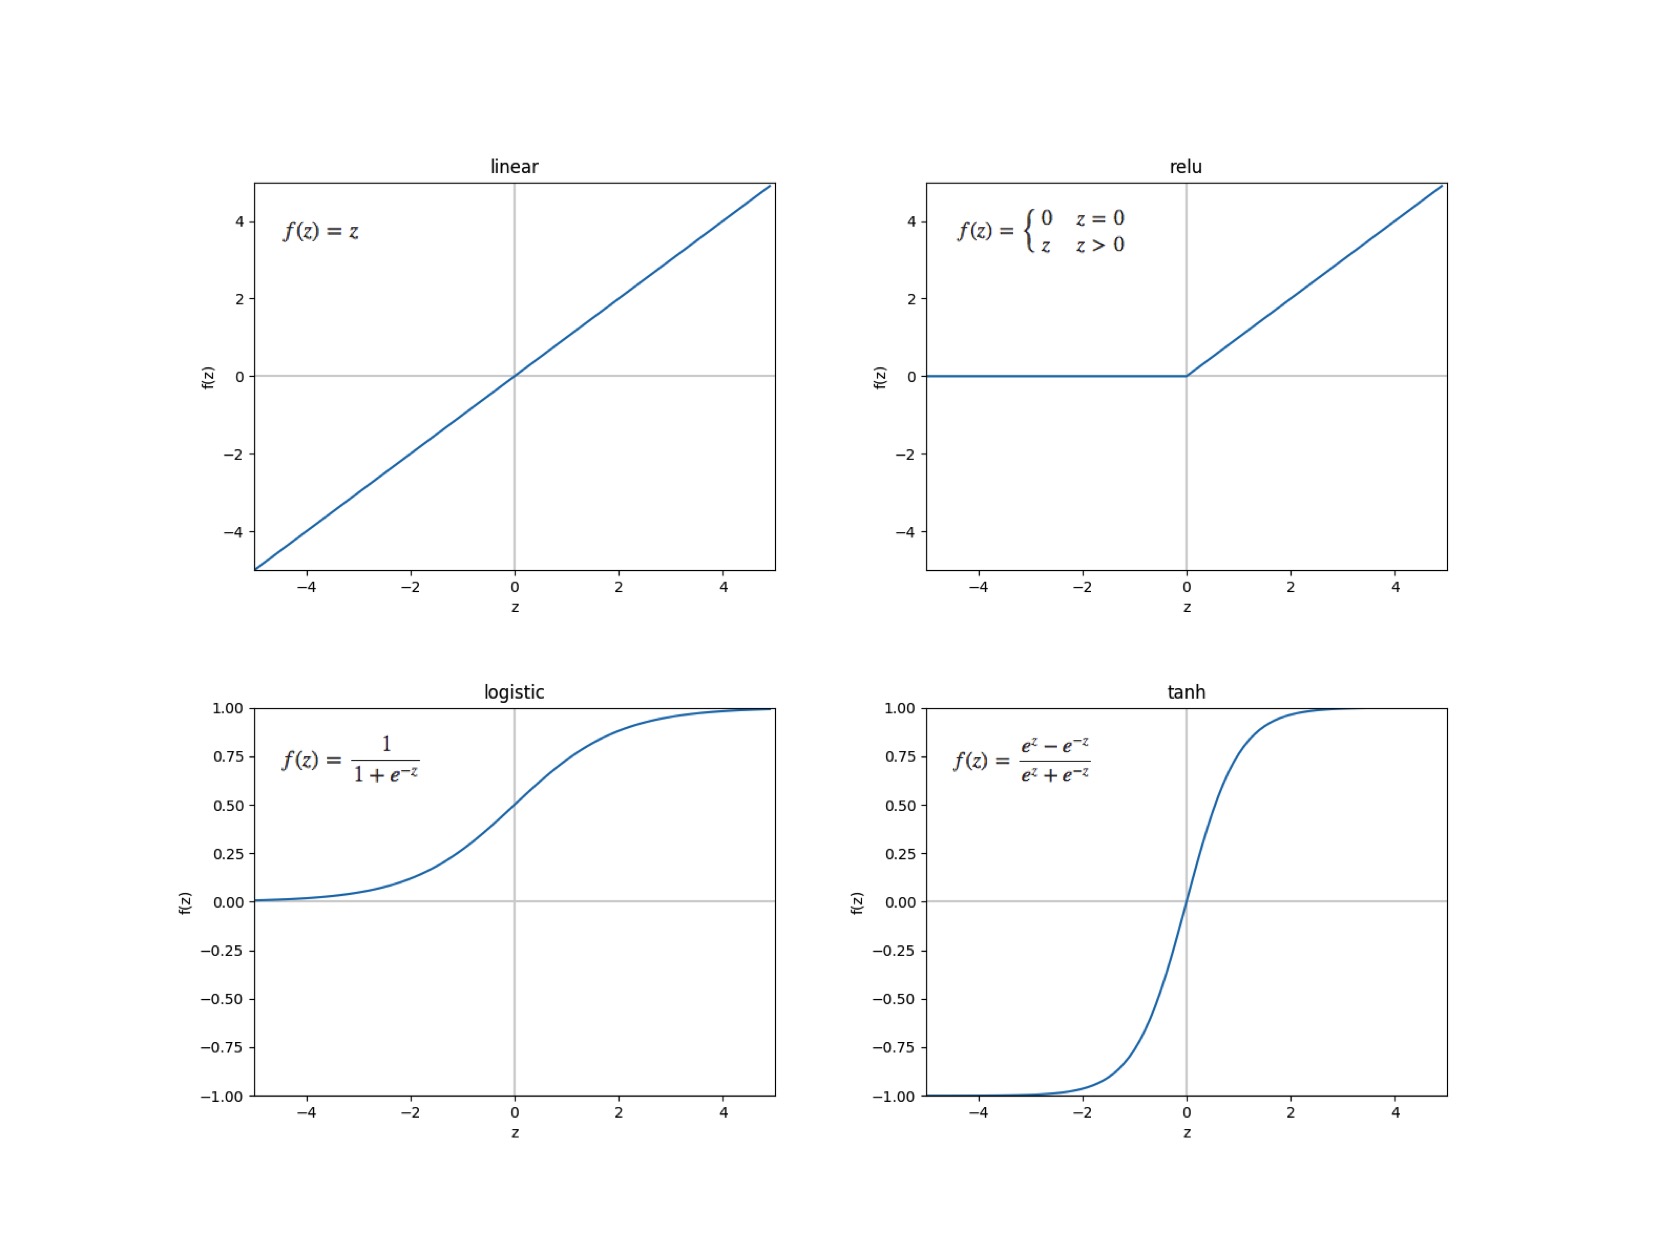 linear
f(z) = z
4
2
0
−2
−4
f(z)
−4 −2 0 2 4
z
relu
f(z) = { 0 z = 0
z z > 0
4
2
0
−2
−4
f(z)
−4 −2 0 2 4
z
logistic
f(z) = 1 / (1 + e^−z)
1.00
0.75
0.50
0.25
0.00
−0.25
−0.50
−0.75
−1.00
f(z)
−4 −2 0 2 4
z
tanh
f(z) = (e^z − e^−z) / (e^z + e^−z)
1.00
0.75
0.50
0.25
0.00
−0.25
−0.50
−0.75
−1.00
f(z)
−4 −2 0 2 4
z